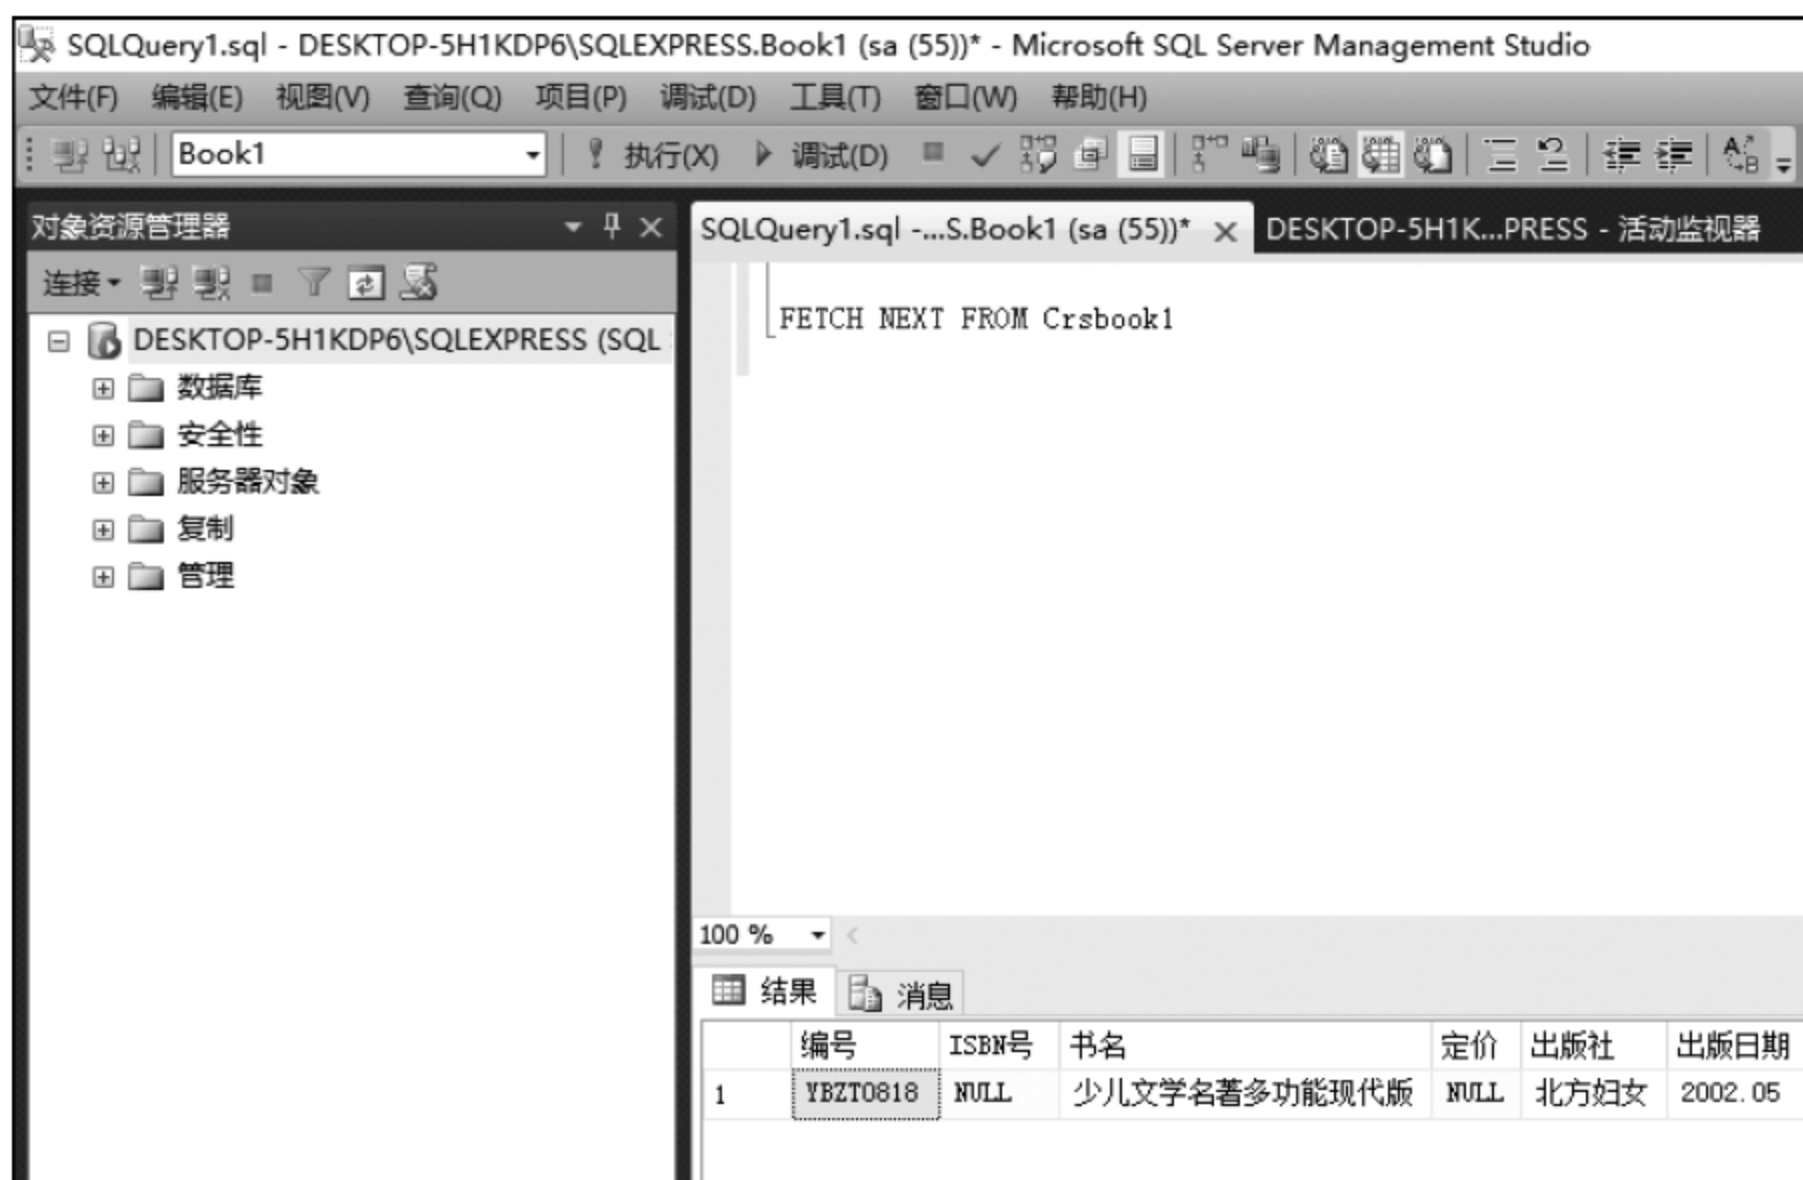 SQLQuery1.sql - DESKTOP-5H1KDP6\SQLEXPRESS.Book1 (sa (55))* - Microsoft SQL Server Management Studio
文件(F) 编辑(E) 视图(V) 查询(Q) 项目(P) 调试(D) 工具(T) 窗口(W) 帮助(H)
Book1 执行(X) 调试(D)
对象资源管理器
SQLQuery1.sql -...S.Book1 (sa (55))* DESKTOP-5H1K...PRESS - 活动监视器
连接
DESKTOP-5H1KDP6\SQLEXPRESS (SQL
数据库
安全性
服务器对象
复制
管理
FETCH NEXT FROM Crsbook1
100 %
结果 消息
编号 ISBN号 书名 定价 出版社 出版日期
1 YBZT0818 NULL 少儿文学名著多功能现代版 NULL 北方妇女 2002.05